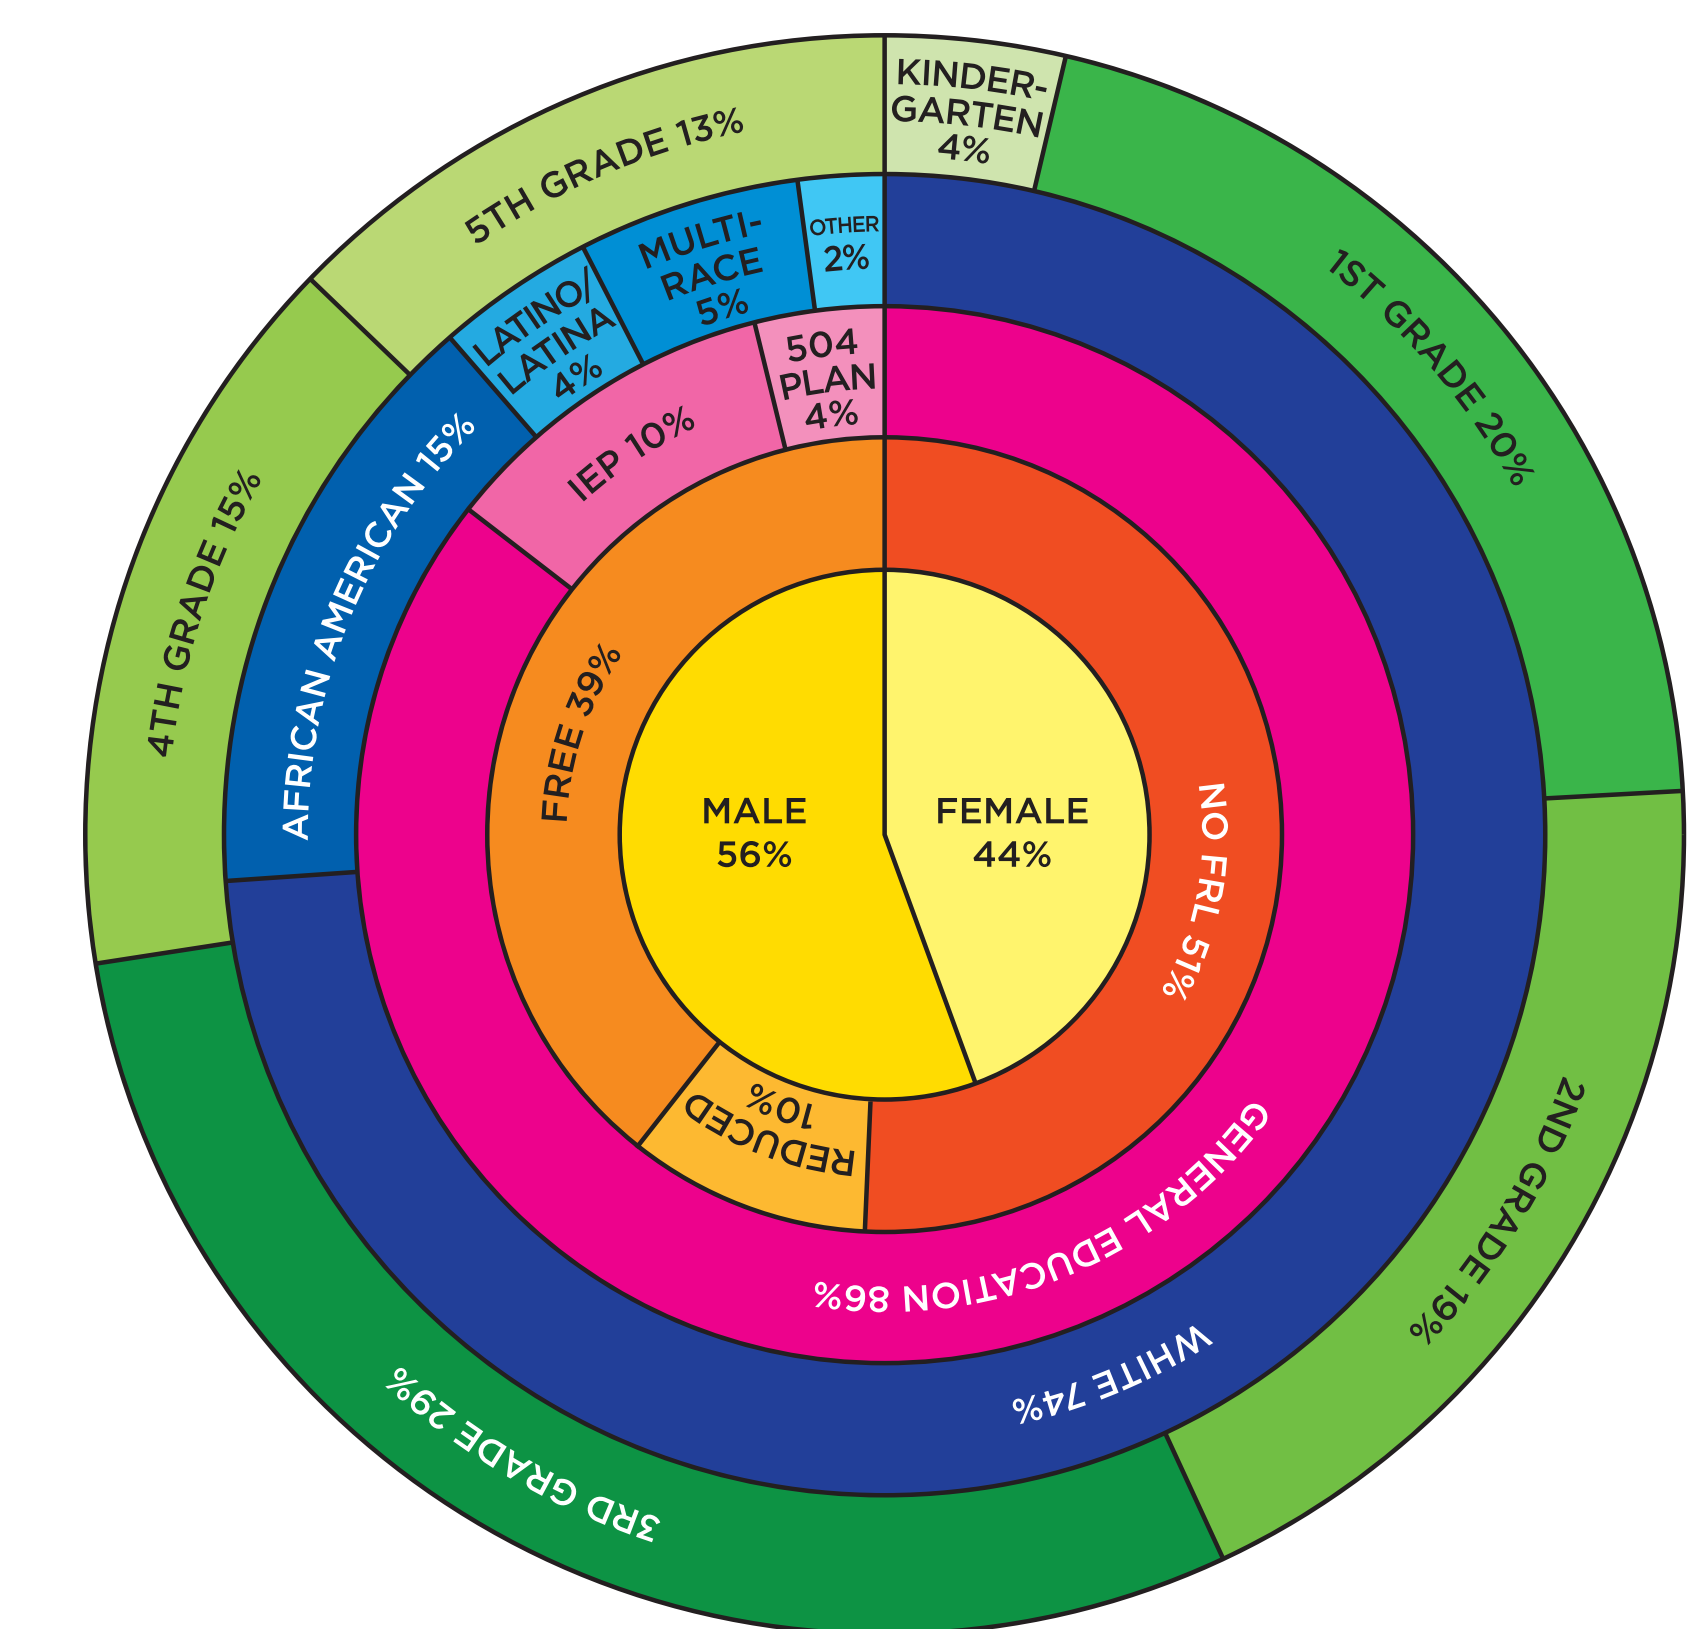 KINDER-
GARTEN
4%
1ST GRADE 20%
2ND GRADE 19%
3RD GRADE 29%
4TH GRADE 15%
5TH GRADE 13%
OTHER
2%
MULTI-
RACE
5%
LATINO/
LATINA
4%
AFRICAN AMERICAN 15%
WHITE 74%
504
PLAN
4%
IEP 10%
GENERAL EDUCATION 86%
FREE 39%
REDUCED
10%
NO FRL 51%
MALE
56%
FEMALE
44%